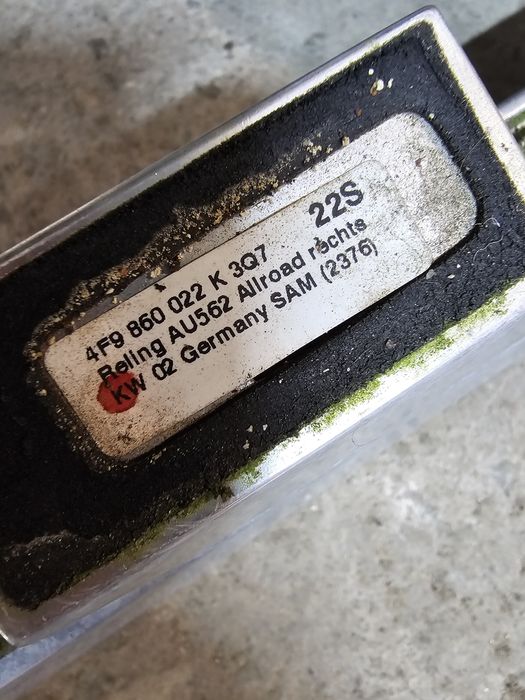 22S
4F9 860 022 K 3Q7
Reling AU562 Allroad rechts
KW 02 Germany SAM (2376)